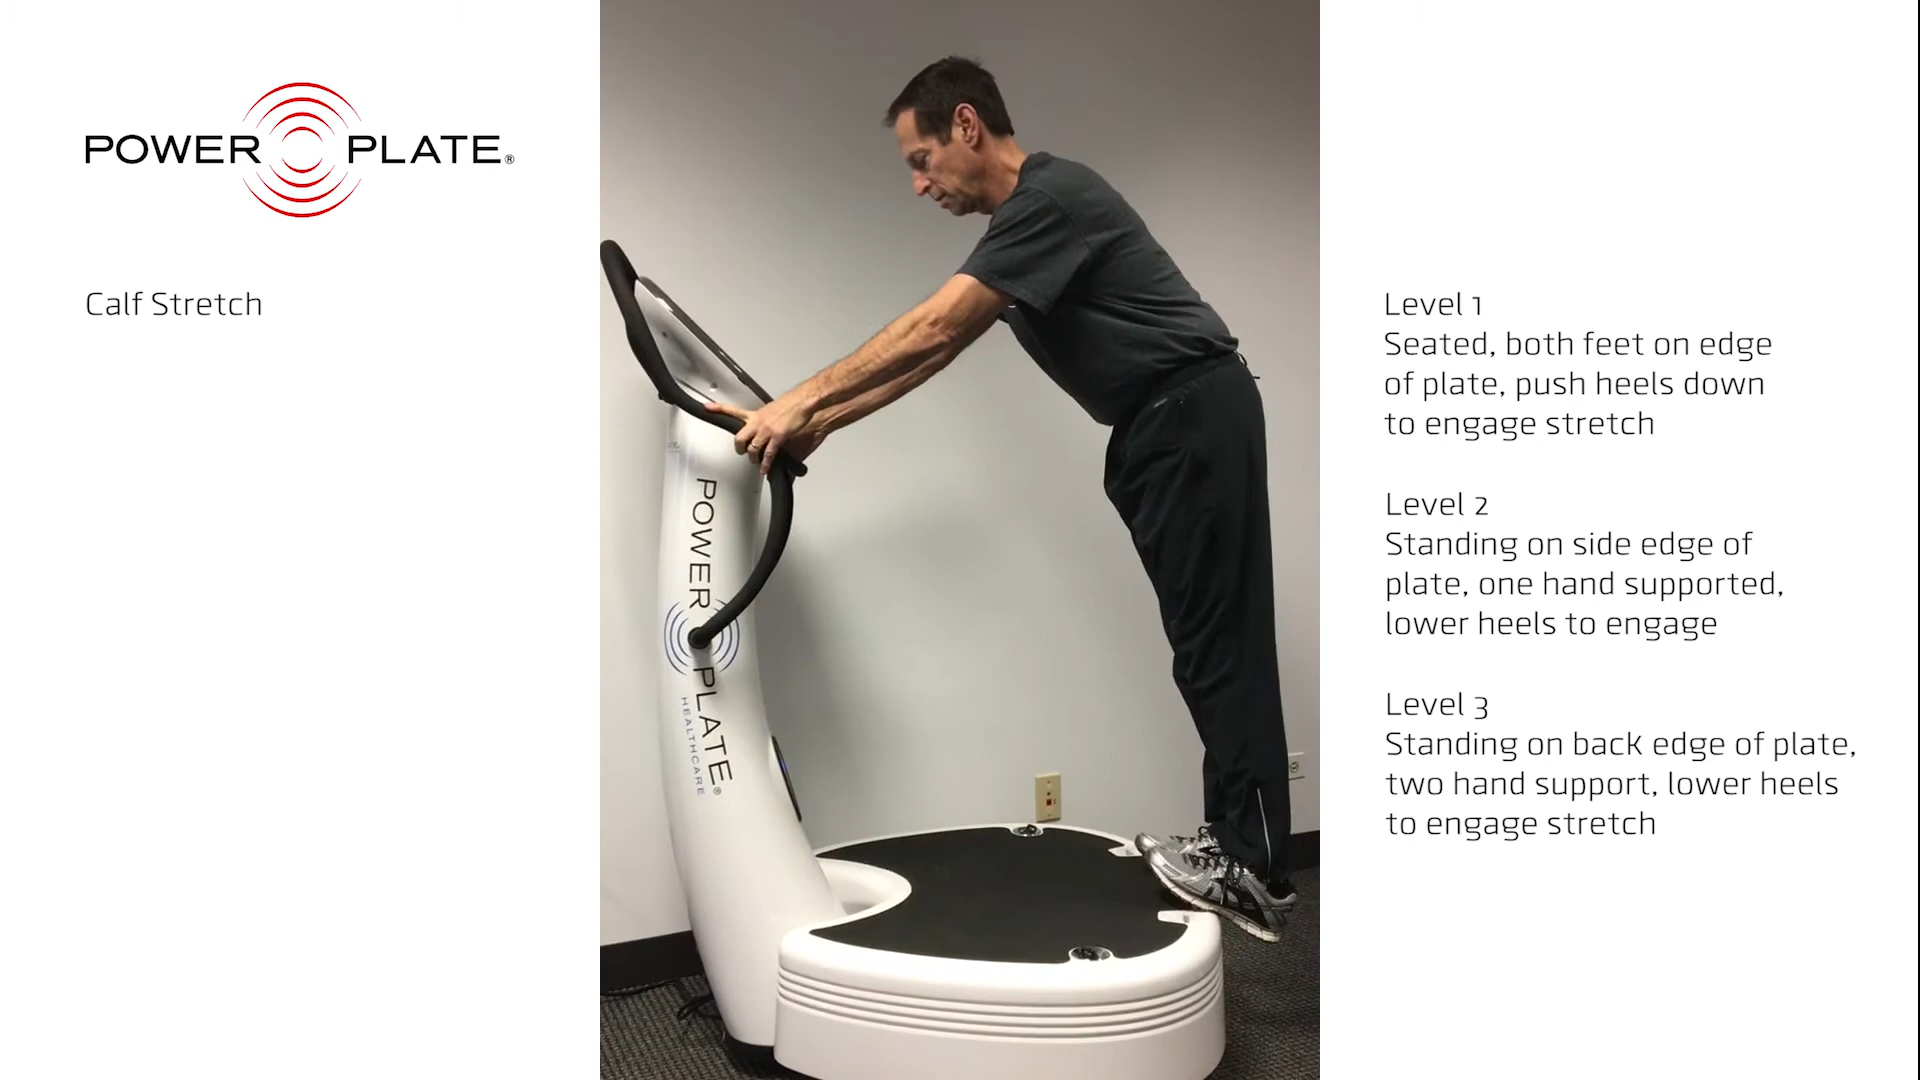 POWER PLATE®
Calf Stretch
POWER PLATE®
HEALTHCARE
Level 1
Seated, both feet on edge
of plate, push heels down
to engage stretch
Level 2
Standing on side edge of
plate, one hand supported,
lower heels to engage
Level 3
Standing on back edge of plate,
two hand support, lower heels
to engage stretch